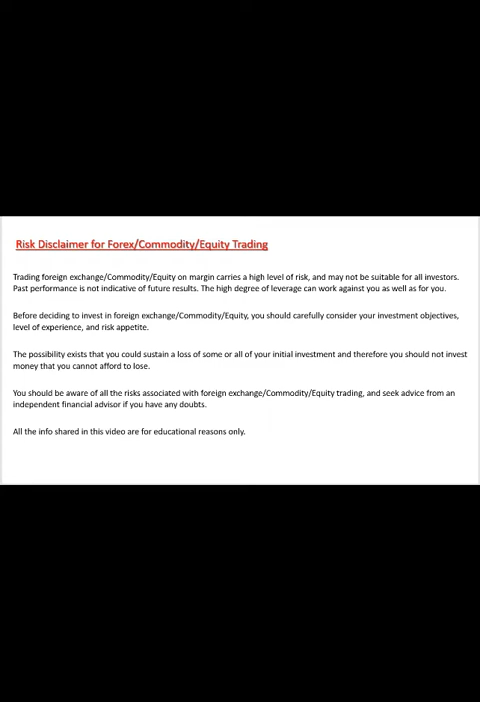 Risk Disclaimer for Forex/Commodity/Equity Trading
Trading foreign exchange/Commodity/Equity on margin carries a high level of risk, and may not be suitable for all investors.
Past performance is not indicative of future results. The high degree of leverage can work against you as well as for you.
Before deciding to invest in foreign exchange/Commodity/Equity, you should carefully consider your investment objectives,
level of experience, and risk appetite.
The possibility exists that you could sustain a loss of some or all of your initial investment and therefore you should not invest
money that you cannot afford to lose.
You should be aware of all the risks associated with foreign exchange/Commodity/Equity trading, and seek advice from an
independent financial advisor if you have any doubts.
All the info shared in this video are for educational reasons only.